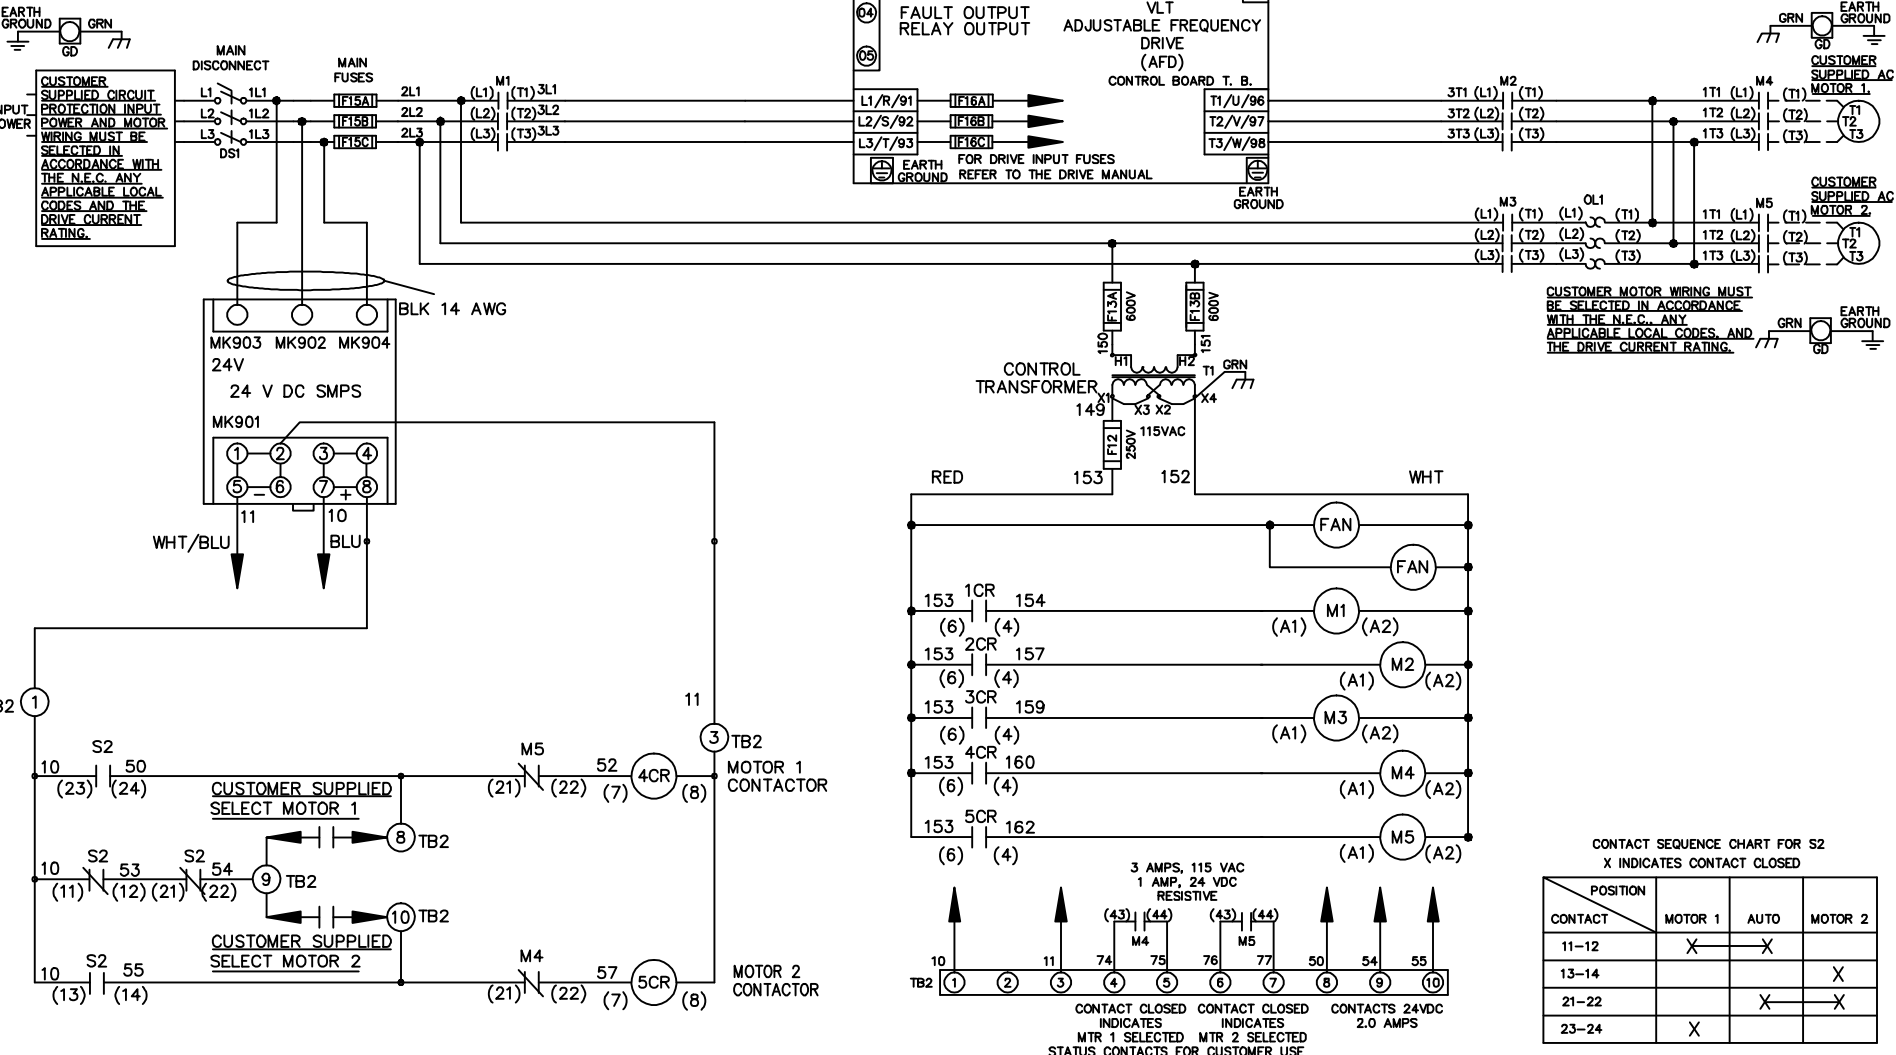 EARTH
GROUND
GRN
GD
CUSTOMER
SUPPLIED CIRCUIT
PROTECTION INPUT
POWER AND MOTOR
WIRING MUST BE
SELECTED IN
ACCORDANCE WITH
THE N.E.C. ANY
APPLICABLE LOCAL
CODES AND THE
DRIVE CURRENT
RATING.
MAIN
DISCONNECT
L1 1L1
L2 1L2
L3 1L3
DS1
MAIN
FUSES
F15A
F15B
F15C
2L1
2L2
2L3
M1
(L1) (T1) 3L1
(L2) (T2) 3L2
(L3) (T3) 3L3
04
05
FAULT OUTPUT
RELAY OUTPUT
VLT
ADJUSTABLE FREQUENCY
DRIVE
(AFD)
CONTROL BOARD T. B.
L1/R/91 F16A T1/U/96
L2/S/92 F16B T2/V/97
L3/T/93 F16C T3/W/98
EARTH
GROUND
FOR DRIVE INPUT FUSES
REFER TO THE DRIVE MANUAL
EARTH
GROUND
M2
3T1 (L1) (T1)
3T2 (L2) (T2)
3T3 (L3) (T3)
M4
1T1 (L1) (T1)
1T2 (L2) (T2)
1T3 (L3) (T3)
GRN
GD
EARTH
GROUND
CUSTOMER
SUPPLIED AC
MOTOR 1.
T1
T2
T3
M3 OL1
(L1) (T1) (L1) (T1)
(L2) (T2) (L2) (T2)
(L3) (T3) (L3) (T3)
M5
1T1 (L1) (T1)
1T2 (L2) (T2)
1T3 (L3) (T3)
CUSTOMER
SUPPLIED AC
MOTOR 2.
T1
T2
T3
CUSTOMER MOTOR WIRING MUST
BE SELECTED IN ACCORDANCE
WITH THE N.E.C., ANY
APPLICABLE LOCAL CODES, AND
THE DRIVE CURRENT RATING.
GRN
GD
EARTH
GROUND
BLK 14 AWG
MK903 MK902 MK904
24V
24 V DC SMPS
MK901
1 2 3 4
5 - 6 7 + 8
11 10
WHT/BLU BLU
F13A 600V
F13B 600V
150 151
H1 H2
CONTROL
TRANSFORMER
T1 GRN
X1 X3 X2 X4
149
F12 250V
115VAC
RED 153 152 WHT
FAN
FAN
1CR
153 154 M1
(6) (4) (A1) (A2)
2CR
153 157 M2
(6) (4) (A1) (A2)
3CR
153 159 M3
(6) (4) (A1) (A2)
4CR
153 160 M4
(6) (4) (A1) (A2)
5CR
153 162 M5
(6) (4) (A1) (A2)
1
11
3 TB2
S2 M5
10 50 52 4CR
(23) (24) (21) (22) (7) (8)
MOTOR 1
CONTACTOR
CUSTOMER SUPPLIED
SELECT MOTOR 1
8 TB2
S2 S2
10 53 54 9 TB2
(11) (12) (21) (22)
10 TB2
CUSTOMER SUPPLIED
SELECT MOTOR 2
S2 M4
10 55 57 5CR
(13) (14) (21) (22) (7) (8)
MOTOR 2
CONTACTOR
3 AMPS, 115 VAC
1 AMP, 24 VDC
RESISTIVE
(43) (44) (43) (44)
M4 M5
10 11 74 75 76 77 50 54 55
TB2 1 2 3 4 5 6 7 8 9 10
CONTACT CLOSED
INDICATES
MTR 1 SELECTED
CONTACT CLOSED
INDICATES
MTR 2 SELECTED
CONTACTS 24VDC
2.0 AMPS
STATUS CONTACTS FOR CUSTOMER USE
CONTACT SEQUENCE CHART FOR S2
X INDICATES CONTACT CLOSED
POSITION
CONTACT MOTOR 1 AUTO MOTOR 2
11-12 X X
13-14 X
21-22 X X
23-24 X